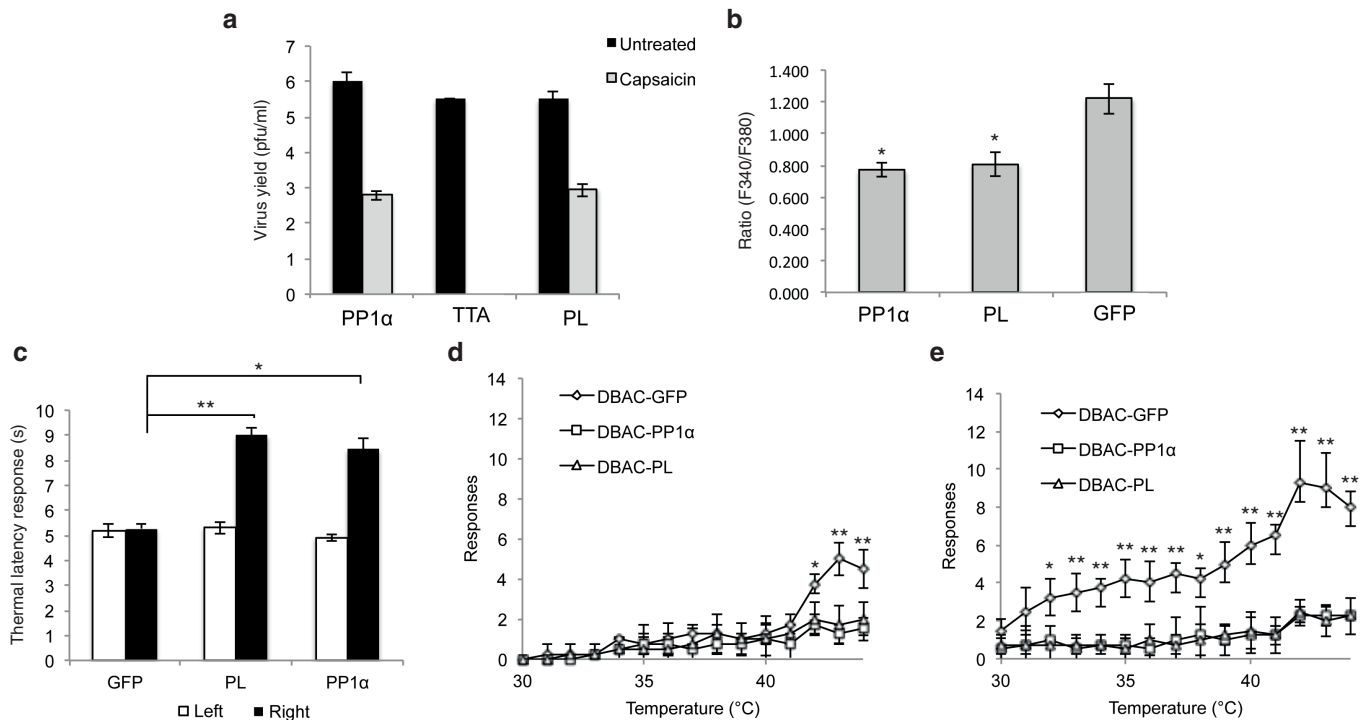 a
Untreated
Capsaicin
Virus yield (pfu/ml)
7
6
5
4
3
2
1
0
PP1α TTA PL
b
Ratio (F340/F380)
1.400
1.200
1.000
0.800
0.600
0.400
0.200
0.000
* *
PP1α PL GFP
c
Thermal latency response (s)
10
9
8
7
6
5
4
3
2
1
0
*
**
GFP PL PP1α
Left Right
d
Responses
14
12
10
8
6
4
2
0
DBAC-GFP
DBAC-PP1α
DBAC-PL
* ** **
30 35 40
Temperature (°C)
e
Responses
14
12
10
8
6
4
2
0
DBAC-GFP
DBAC-PP1α
DBAC-PL
* ** ** ** ** ** * ** ** ** ** ** **
30 35 40
Temperature (°C)